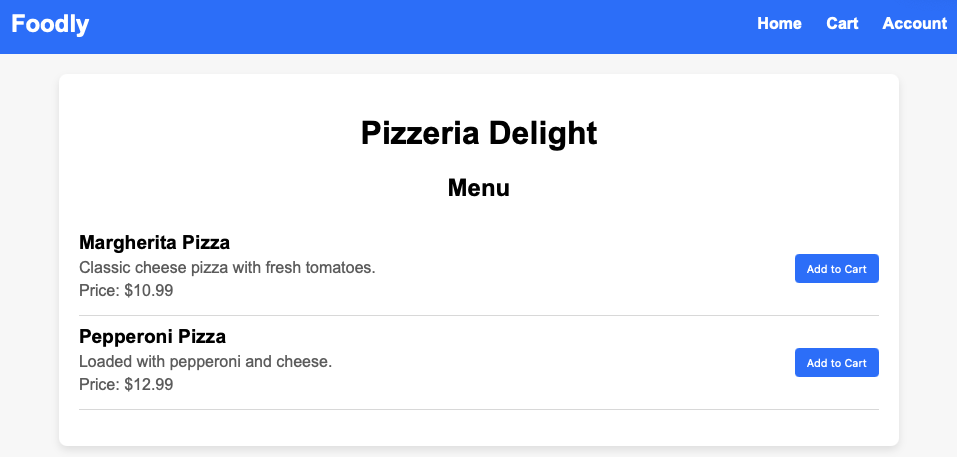 Foodly
Home Cart Account
Pizzeria Delight
Menu
Margherita Pizza
Classic cheese pizza with fresh tomatoes.
Price: $10.99
Add to Cart
Pepperoni Pizza
Loaded with pepperoni and cheese.
Price: $12.99
Add to Cart